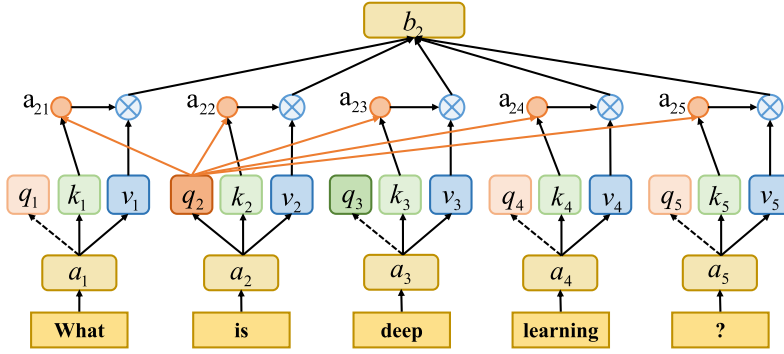 b₂
a₂₁ a₂₂ a₂₃ a₂₄ a₂₅
q₁ k₁ v₁ q₂ k₂ v₂ q₃ k₃ v₃ q₄ k₄ v₄ q₅ k₅ v₅
a₁ a₂ a₃ a₄ a₅
What is deep learning ?